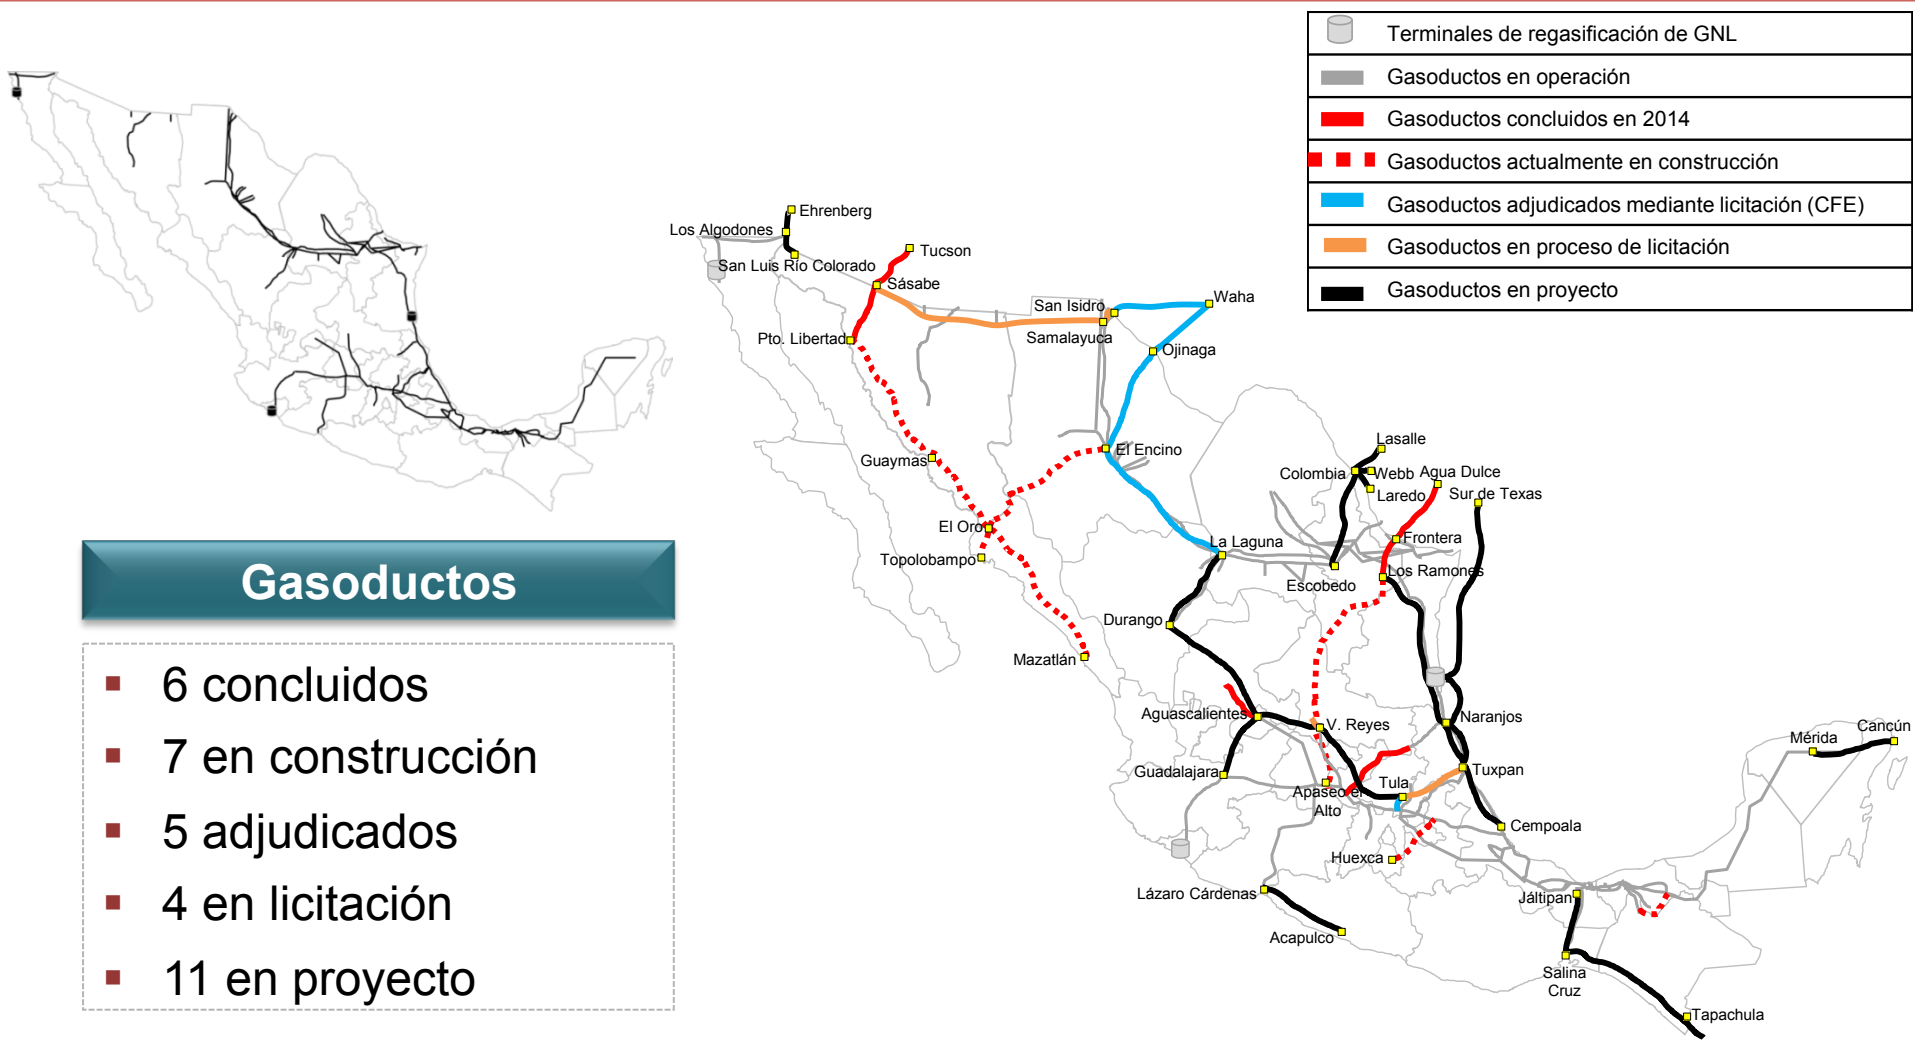 Terminales de regasificación de GNL
Gasoductos en operación
Gasoductos concluidos en 2014
Gasoductos actualmente en construcción
Gasoductos adjudicados mediante licitación (CFE)
Gasoductos en proceso de licitación
Gasoductos en proyecto
Ehrenberg
Los Algodones
San Luis Río Colorado
Tucson
Sásabe
Pto. Libertad
San Isidro
Samalayuca
Waha
Ojinaga
Guaymas
El Encino
El Oro
Topolobampo
Mazatlán
Lasalle
Colombia
Webb
Agua Dulce
Laredo
Sur de Texas
La Laguna
Frontera
Los Ramones
Escobedo
Durango
Aguascalientes
V. Reyes
Naranjos
Guadalajara
Apaseo el
Alto
Tula
Tuxpan
Cempoala
Huexca
Lázaro Cárdenas
Acapulco
Jáltipan
Salina
Cruz
Tapachula
Mérida
Cancún
Gasoductos
6 concluidos
7 en construcción
5 adjudicados
4 en licitación
11 en proyecto